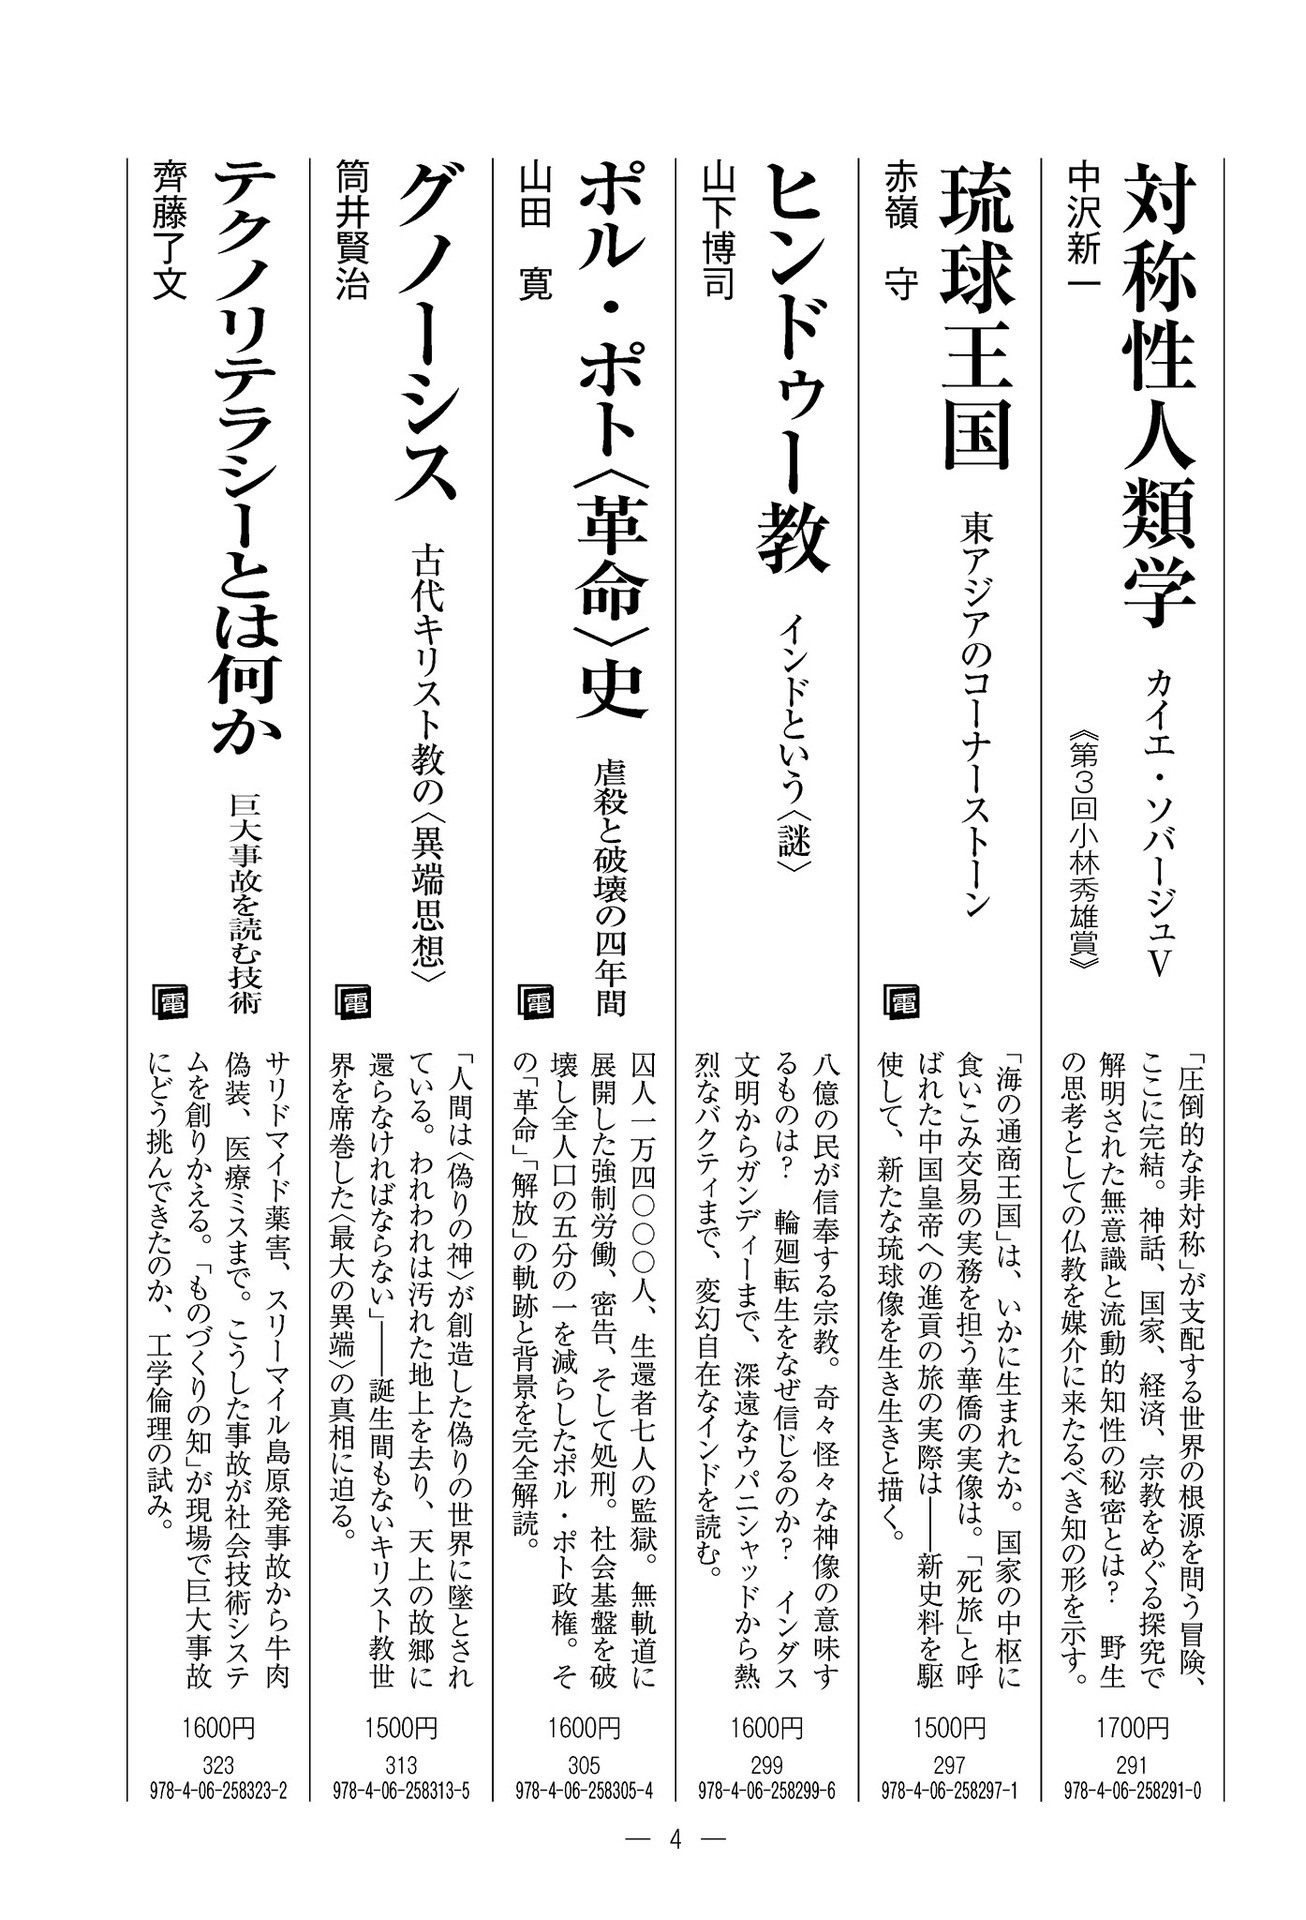 対称性人類学　カイエ・ソバージュⅤ
中沢新一
《第3回小林秀雄賞》
「圧倒的な非対称」が支配する世界の根源を問う冒険、
ここに完結。神話、国家、経済、宗教をめぐる探究で
解明された無意識と流動的知性の秘密とは？　野生
の思考としての仏教を媒介に来たるべき知の形を示す。
1700円
291
978-4-06-258291-0
琉球王国　東アジアのコーナーストーン
赤嶺　守
電
「海の通商王国」は、いかに生まれたか。国家の中枢に
食いこみ交易の実務を担う華僑の実像は。「死旅」と呼
ばれた中国皇帝への進貢の旅の実際は――新史料を駆
使して、新たな琉球像を生き生きと描く。
1500円
297
978-4-06-258297-1
ヒンドゥー教　インドという〈謎〉
山下博司
八億の民が信奉する宗教。奇々怪々な神像の意味す
るものは？　輪廻転生をなぜ信じるのか？　インダス
文明からガンディーまで、深遠なウパニシャッドから熱
烈なバクティまで、変幻自在なインドを読む。
1600円
299
978-4-06-258299-6
ポル・ポト〈革命〉史　虐殺と破壊の四年間
山田　寛
電
囚人一万四〇〇〇人、生還者七人の監獄。無軌道に
展開した強制労働、密告、そして処刑。社会基盤を破
壊し全人口の五分の一を減らしたポル・ポト政権。そ
の「革命」「解放」の軌跡と背景を完全解読。
1600円
305
978-4-06-258305-4
グノーシス　古代キリスト教の〈異端思想〉
筒井賢治
電
「人間は〈偽りの神〉が創造した偽りの世界に墜とされ
ている。われわれは汚れた地上を去り、天上の故郷に
還らなければならない」――誕生間もないキリスト教世
界を席巻した〈最大の異端〉の真相に迫る。
1500円
313
978-4-06-258313-5
テクノリテラシーとは何か　巨大事故を読む技術
齊藤了文
電
サリドマイド薬害、スリーマイル島原発事故から牛肉
偽装、医療ミスまで。こうした事故が社会技術システ
ムを創りかえる。「ものづくりの知」が現場で巨大事故
にどう挑んできたのか、工学倫理の試み。
1600円
323
978-4-06-258323-2
― 4 ―